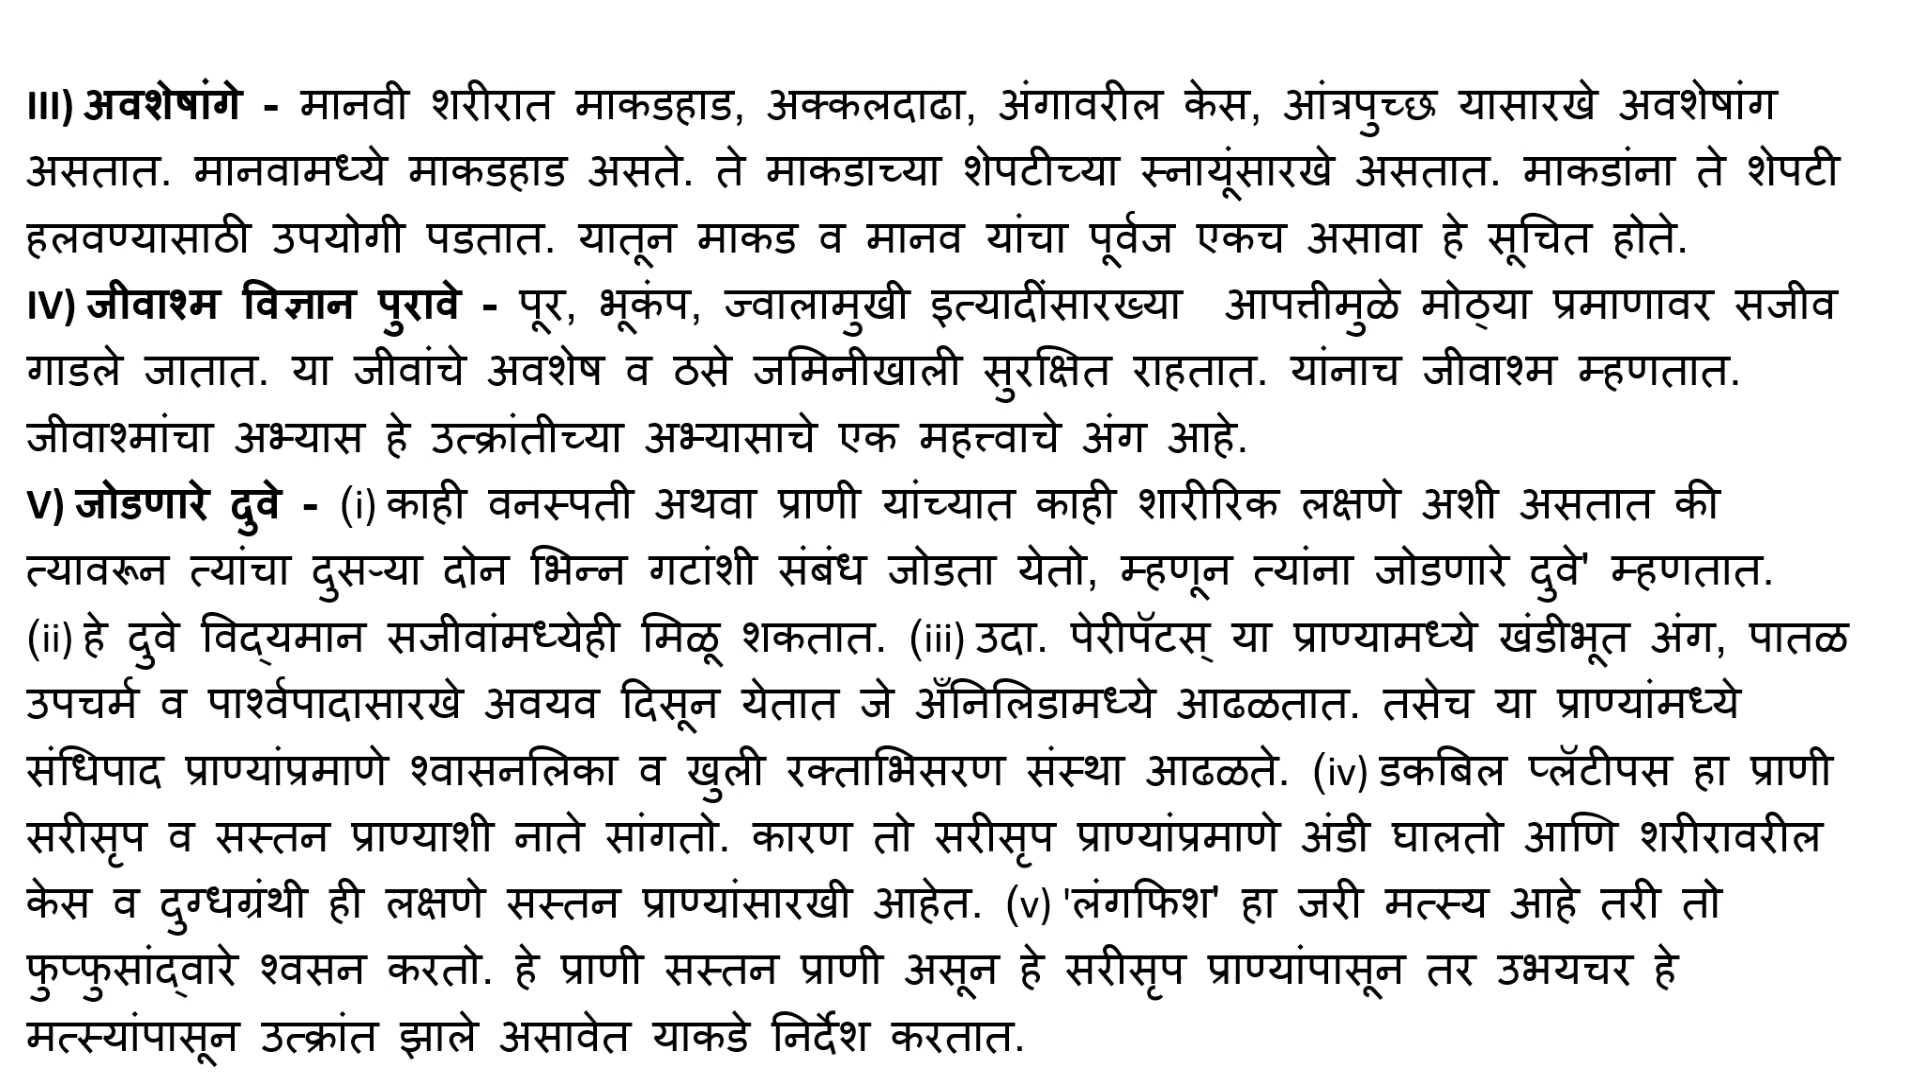 III) अवशेषांगे - मानवी शरीरात माकडहाड, अक्कलदाढा, अंगावरील केस, आंत्रपुच्छ यासारखे अवशेषांग
असतात. मानवामध्ये माकडहाड असते. ते माकडाच्या शेपटीच्या स्नायूंसारखे असतात. माकडांना ते शेपटी
हलवण्यासाठी उपयोगी पडतात. यातून माकड व मानव यांचा पूर्वज एकच असावा हे सूचित होते.
IV) जीवाश्म विज्ञान पुरावे - पूर, भूकंप, ज्वालामुखी इत्यादींसारख्या आपत्तीमुळे मोठ्या प्रमाणावर सजीव
गाडले जातात. या जीवांचे अवशेष व ठसे जमिनीखाली सुरक्षित राहतात. यांनाच जीवाश्म म्हणतात.
जीवाश्मांचा अभ्यास हे उत्क्रांतीच्या अभ्यासाचे एक महत्त्वाचे अंग आहे.
V) जोडणारे दुवे - (i) काही वनस्पती अथवा प्राणी यांच्यात काही शारीरिक लक्षणे अशी असतात की
त्यावरून त्यांचा दुसऱ्या दोन भिन्न गटांशी संबंध जोडता येतो, म्हणून त्यांना जोडणारे दुवे' म्हणतात.
(ii) हे दुवे विद्यमान सजीवांमध्येही मिळू शकतात. (iii) उदा. पेरीपॅटस् या प्राण्यामध्ये खंडीभूत अंग, पातळ
उपचर्म व पार्श्वपादासारखे अवयव दिसून येतात जे अँनिलिडामध्ये आढळतात. तसेच या प्राण्यांमध्ये
संधिपाद प्राण्यांप्रमाणे श्वासनलिका व खुली रक्ताभिसरण संस्था आढळते. (iv) डकबिल प्लॅटीपस हा प्राणी
सरीसृप व सस्तन प्राण्याशी नाते सांगतो. कारण तो सरीसृप प्राण्यांप्रमाणे अंडी घालतो आणि शरीरावरील
केस व दुग्धग्रंथी ही लक्षणे सस्तन प्राण्यांसारखी आहेत. (v) 'लंगफिश' हा जरी मत्स्य आहे तरी तो
फुप्फुसांद्वारे श्वसन करतो. हे प्राणी सस्तन प्राणी असून हे सरीसृप प्राण्यांपासून तर उभयचर हे
मत्स्यांपासून उत्क्रांत झाले असावेत याकडे निर्देश करतात.